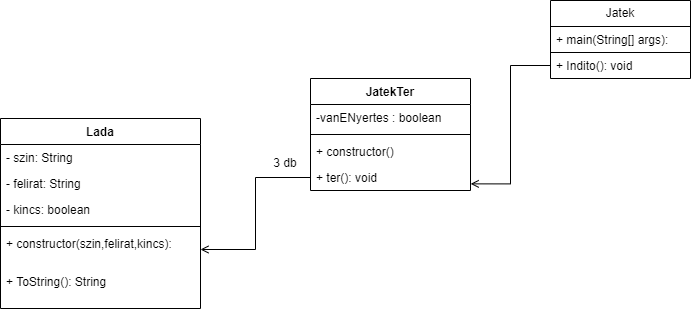 Jatek
+ main(String[] args):
+ Indito(): void
JatekTer
-vanENyertes : boolean
+ constructor()
+ ter(): void
3 db
Lada
- szin: String
- felirat: String
- kincs: boolean
+ constructor(szin,felirat,kincs):
+ ToString(): String